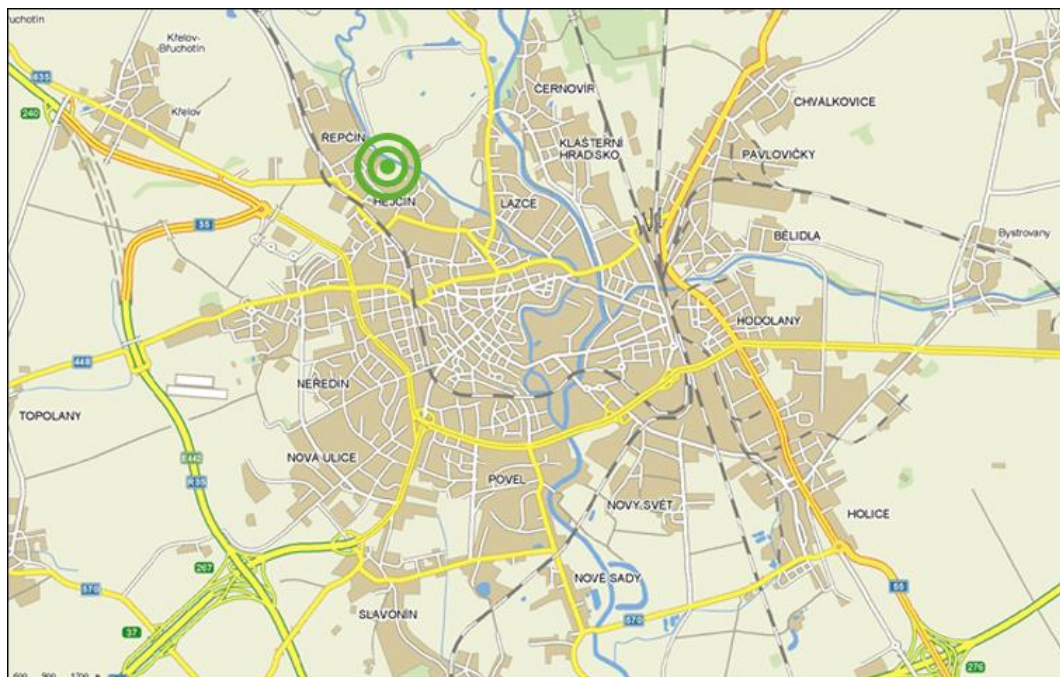 Křelov-
Břuchotín
635
240
Křelov
ŘEPČÍN
HEJČÍN
ČERNOVÍR
KLÁŠTERNÍ
HRADISKO
CHVÁLKOVICE
PAVLOVIČKY
LAZCE
55
BĚLIDLA
Bystrovany
HODOLANY
448
NEŘEDÍN
TOPOLANY
NOVÁ ULICE
E442
R35
POVEL
NOVÝ SVĚT
HOLICE
267
570
NOVÉ SADY
55
SLAVONÍN
570
37
276